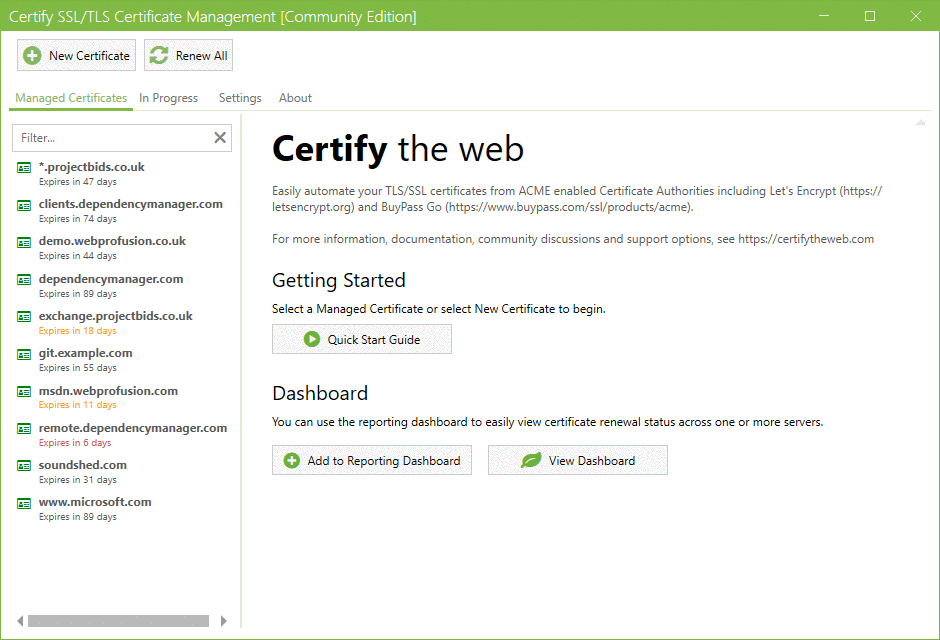 Certify SSL/TLS Certificate Management [Community Edition]
New Certificate
Renew All
Managed Certificates
In Progress
Settings
About
Filter...
*.projectbids.co.uk
Expires in 47 days
clients.dependencymanager.com
Expires in 74 days
demo.webprofusion.co.uk
Expires in 44 days
dependencymanager.com
Expires in 89 days
exchange.projectbids.co.uk
Expires in 18 days
git.example.com
Expires in 55 days
msdn.webprofusion.com
Expires in 11 days
remote.dependencymanager.com
Expires in 6 days
soundshed.com
Expires in 31 days
www.microsoft.com
Expires in 89 days
Certify the web
Easily automate your TLS/SSL certificates from ACME enabled Certificate Authorities including Let's Encrypt (https://
letsencrypt.org) and BuyPass Go (https://www.buypass.com/ssl/products/acme).
For more information, documentation, community discussions and support options, see https://certifytheweb.com
Getting Started
Select a Managed Certificate or select New Certificate to begin.
Quick Start Guide
Dashboard
You can use the reporting dashboard to easily view certificate renewal status across one or more servers.
Add to Reporting Dashboard
View Dashboard